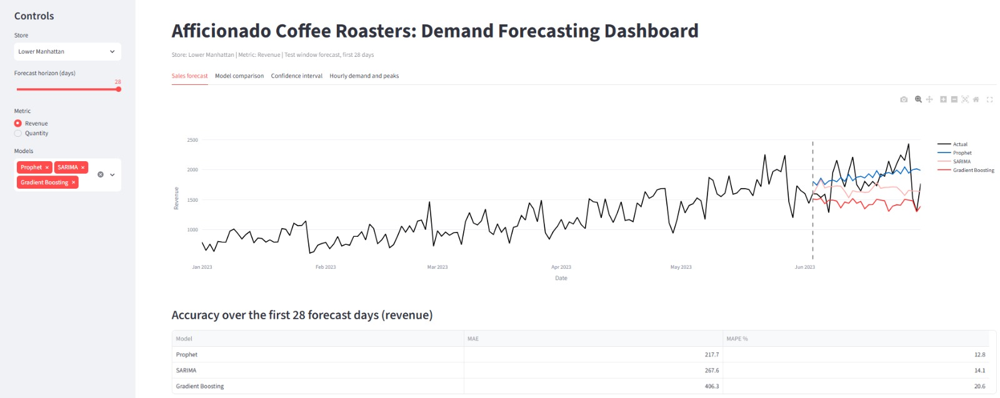 Controls
Store
Lower Manhattan
Forecast horizon (days)
28
Metric
Revenue
Quantity
Models
Prophet × SARIMA ×
Gradient Boosting ×
Afficionado Coffee Roasters: Demand Forecasting Dashboard
Store: Lower Manhattan | Metric: Revenue | Test window forecast, first 28 days
Sales forecast Model comparison Confidence interval Hourly demand and peaks
2500
2000
1500
1000
Revenue
Jan 2023 Feb 2023 Mar 2023 Apr 2023 May 2023 Jun 2023
Date
Actual
Prophet
SARIMA
Gradient Boosting
Accuracy over the first 28 forecast days (revenue)
Model MAE MAPE %
Prophet 217.7 12.8
SARIMA 267.6 14.1
Gradient Boosting 406.3 20.6